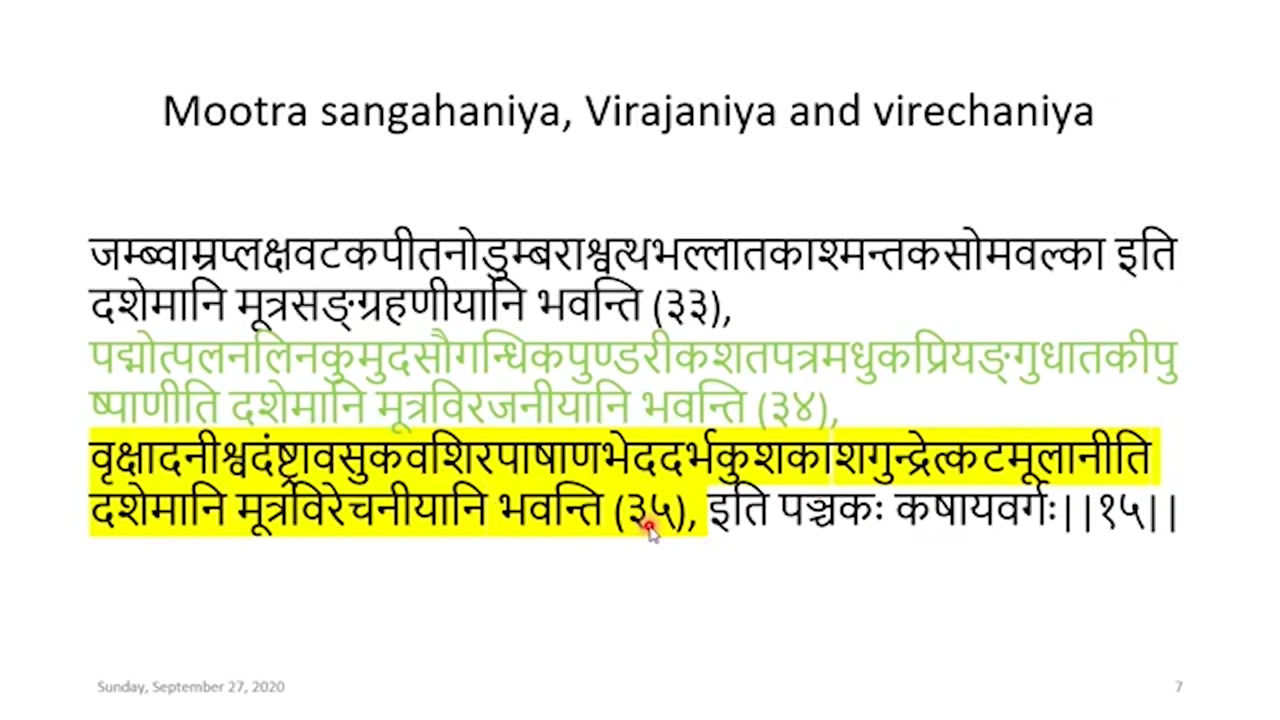 Mootra sangahaniya, Virajaniya and virechaniya
जम्ब्वाम्रप्लक्षवटकपीतनोडुम्बराश्वत्थभल्लातकाश्मन्तकसोमवल्का इति
दशेमानि मूत्रसङ्ग्रहणीयानि भवन्ति (३३),
पद्मोत्पलनलिनकुमुदसौगन्धिकपुण्डरीकशतपत्रमधुकप्रियङ्गुधातकीपु
ष्पाणीति दशेमानि मूत्रविरजनीयानि भवन्ति (३४),
वृक्षादनीश्वदंष्ट्रावसुकवशिरपाषाणभेददर्भकुशकाशगुन्द्रेत्कटमूलानीति
दशेमानि मूत्रविरेचनीयानि भवन्ति (३५), इति पञ्चकः कषायवर्गः||१५||
Sunday, September 27, 2020
7